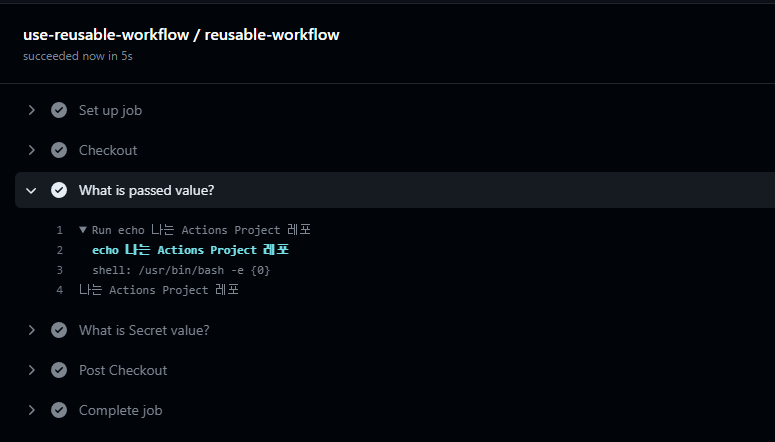 use-reusable-workflow / reusable-workflow
succeeded now in 5s
Set up job
Checkout
What is passed value?
1 ▼ Run echo 나는 Actions Project 레포
2 echo 나는 Actions Project 레포
3 shell: /usr/bin/bash -e {0}
4 나는 Actions Project 레포
What is Secret value?
Post Checkout
Complete job